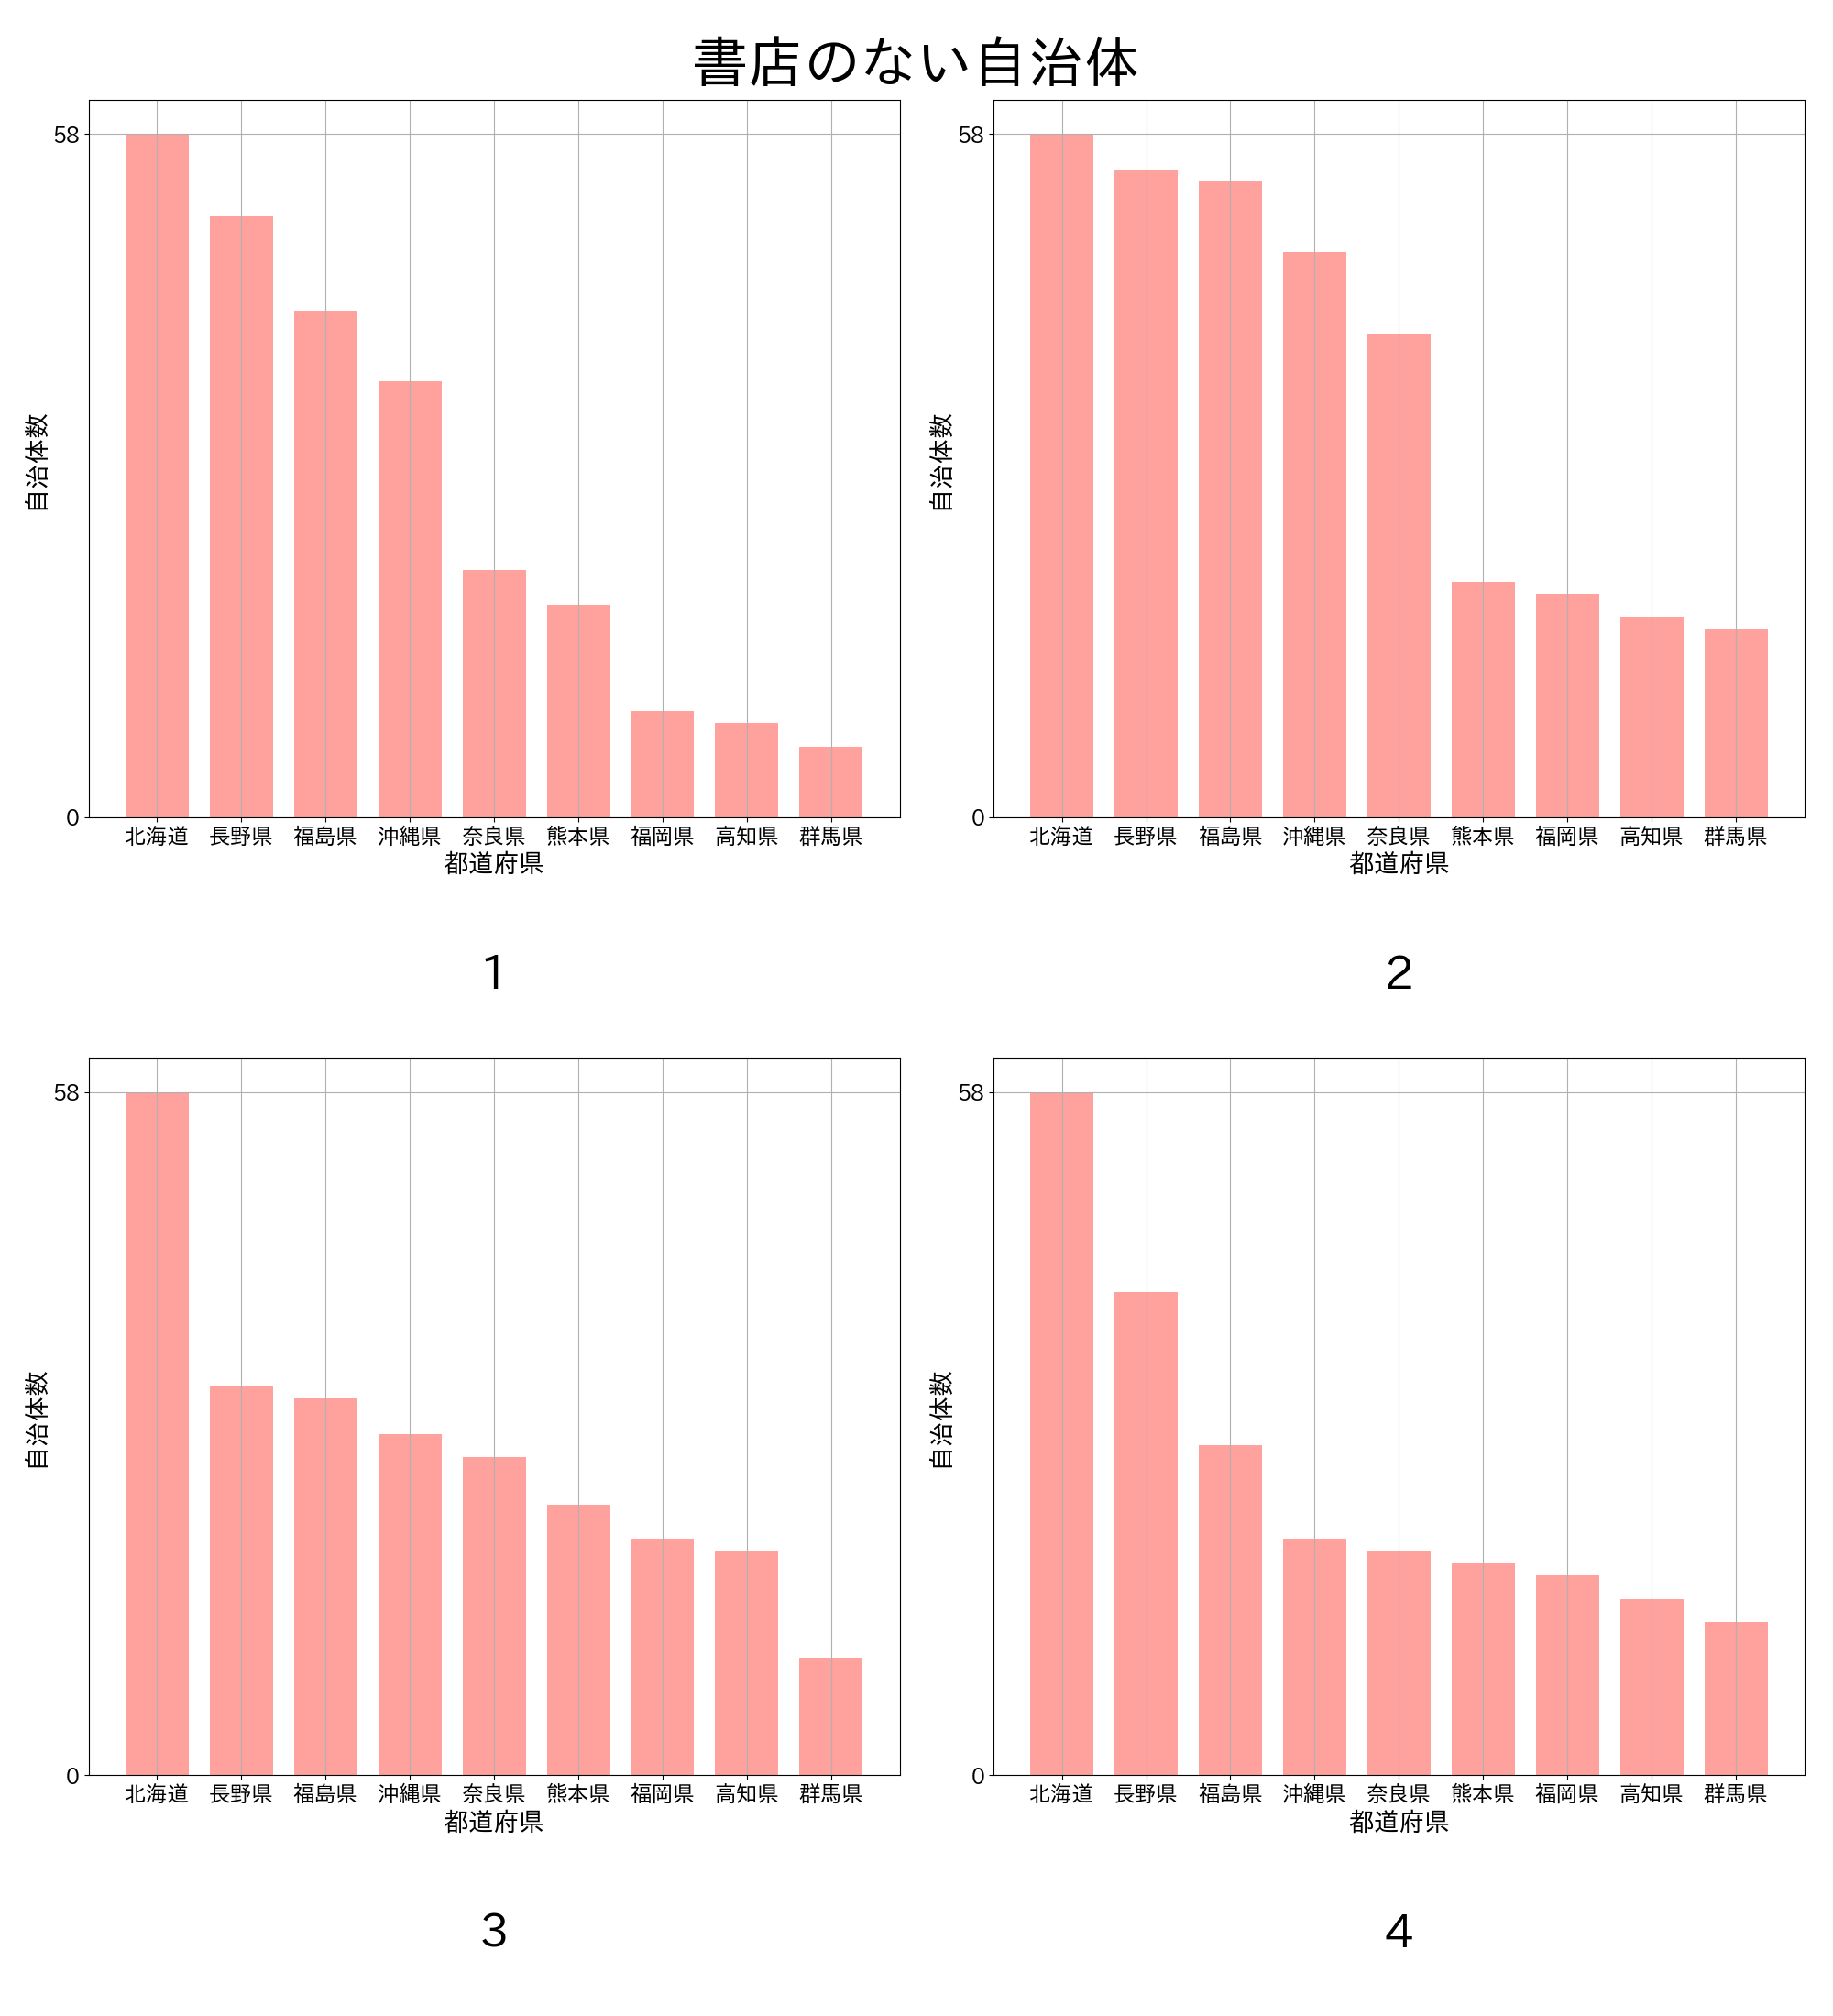 書店のない自治体
58
0
自治体数
北海道 長野県 福島県 沖縄県 奈良県 熊本県 福岡県 高知県 群馬県
都道府県
1
58
0
自治体数
北海道 長野県 福島県 沖縄県 奈良県 熊本県 福岡県 高知県 群馬県
都道府県
2
58
0
自治体数
北海道 長野県 福島県 沖縄県 奈良県 熊本県 福岡県 高知県 群馬県
都道府県
3
58
0
自治体数
北海道 長野県 福島県 沖縄県 奈良県 熊本県 福岡県 高知県 群馬県
都道府県
4